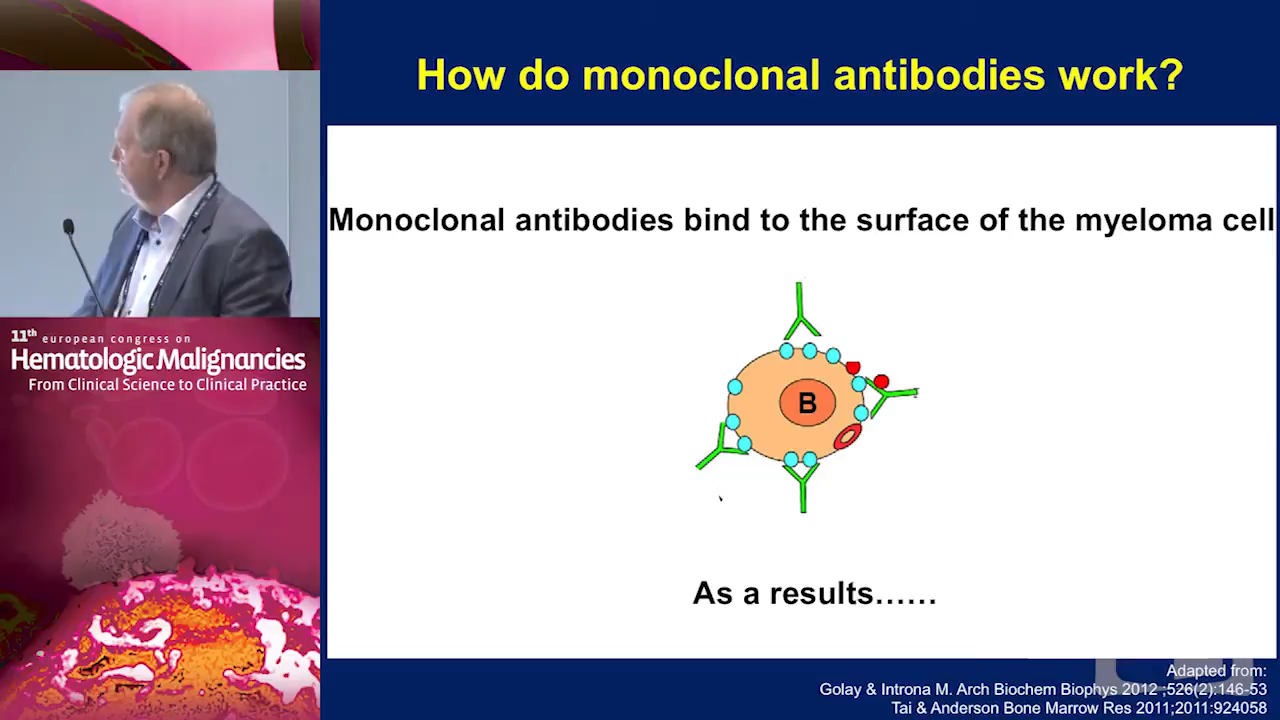 How do monoclonal antibodies work?
Monoclonal antibodies bind to the surface of the myeloma cell
B
As a results……
11th european congress on
Hematologic Malignancies
From Clinical Science to Clinical Practice
Adapted from:
Golay & Introna M. Arch Biochem Biophys 2012 ;526(2):146-53
Tai & Anderson Bone Marrow Res 2011;2011:924058